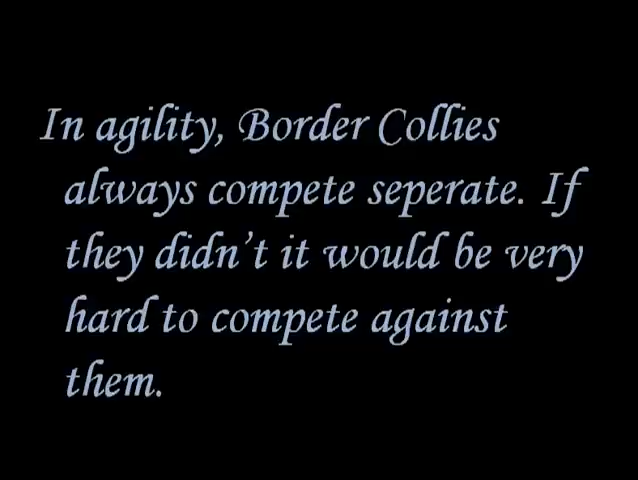 In agility, Border Collies
always compete seperate. If
they didn't it would be very
hard to compete against
them.